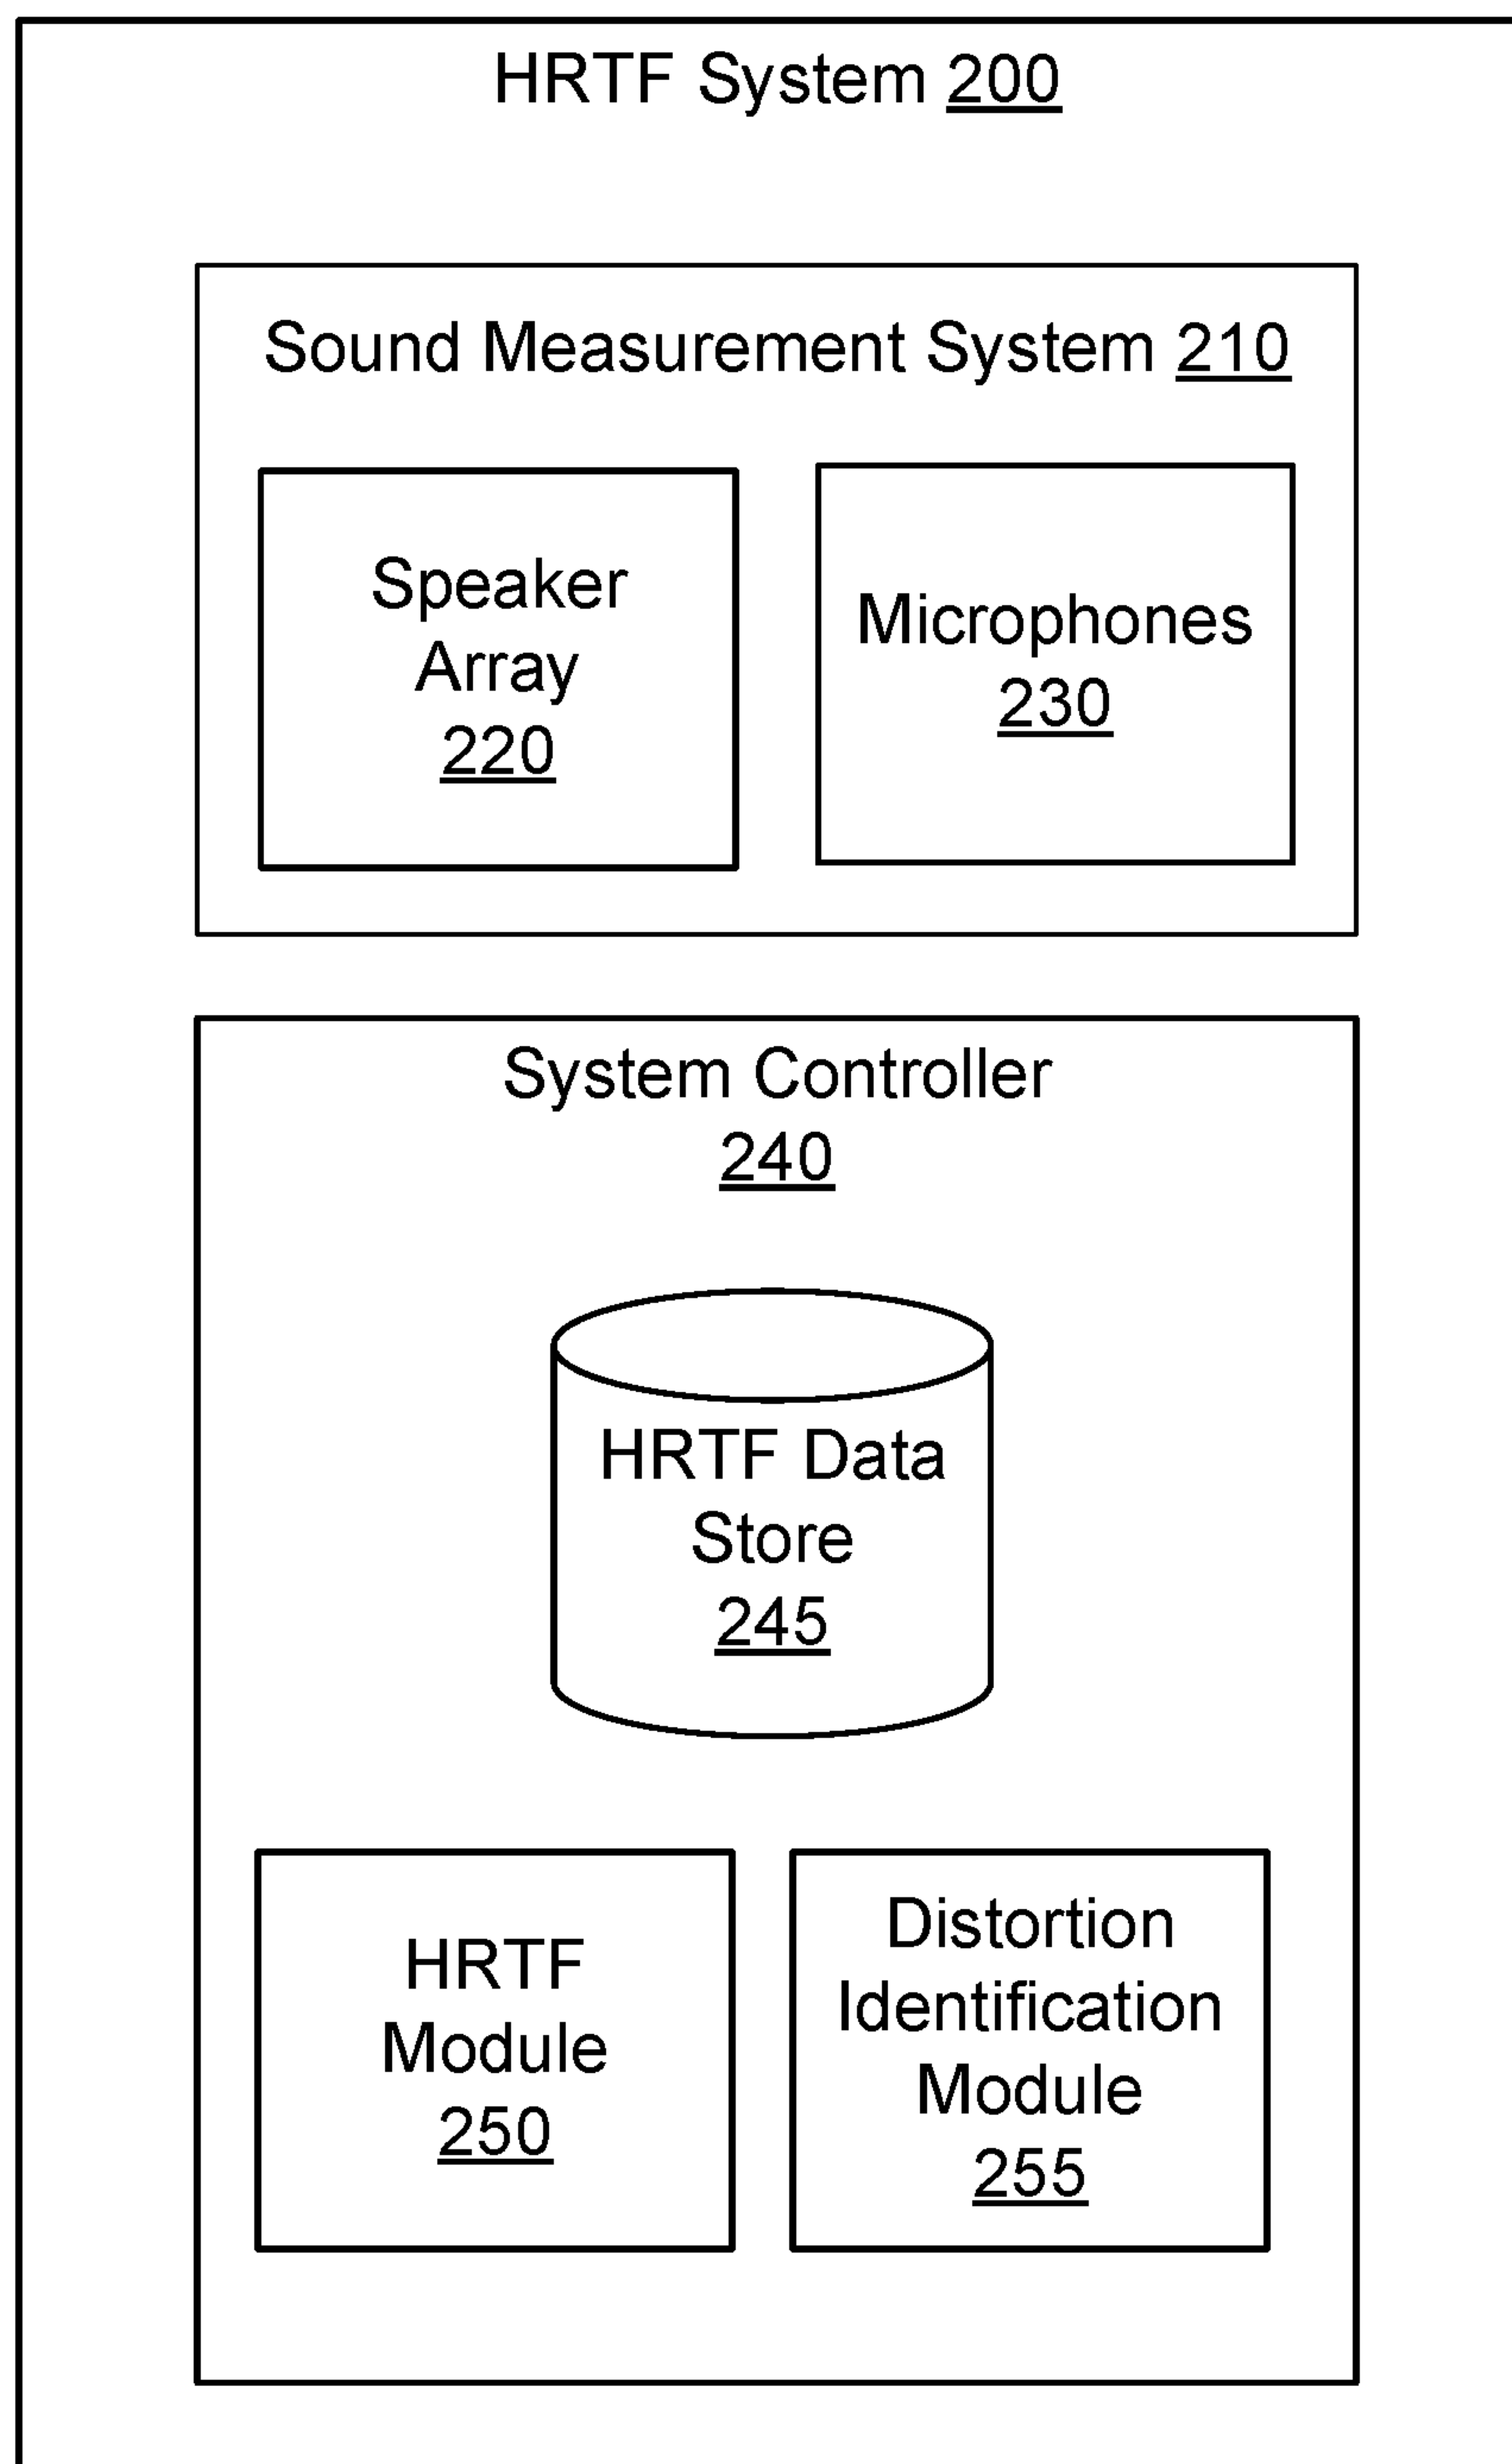 HRTF System 200
Sound Measurement System 210
Speaker
Array
220
Microphones
230
System Controller
240
HRTF Data
Store
245
HRTF
Module
250
Distortion
Identification
Module
255